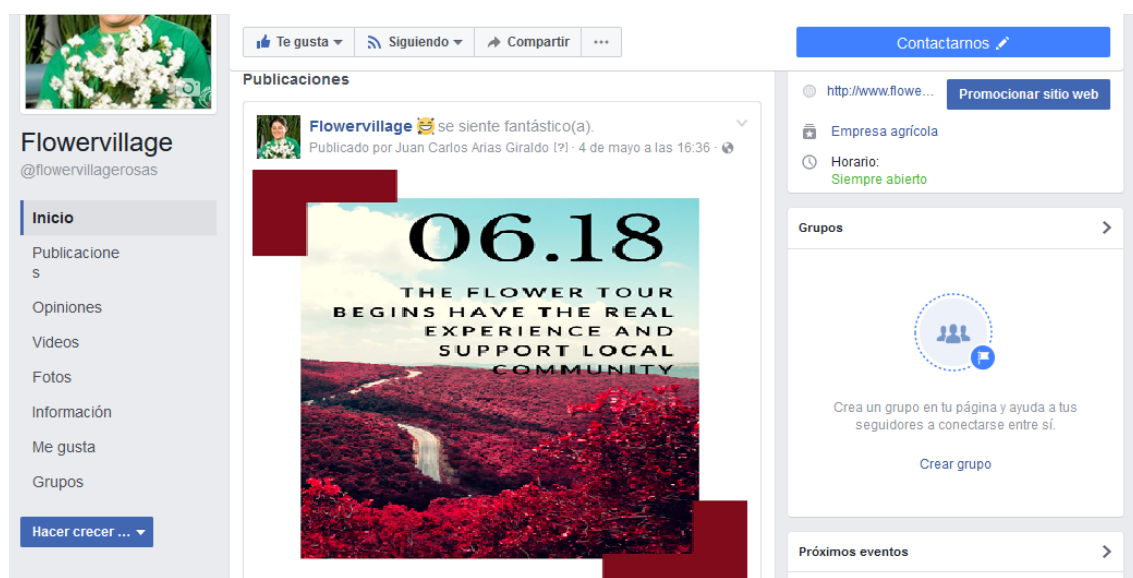 Te gusta
Siguiendo
Compartir
Contactarnos
Flowervillage
@flowervillagerosas
Inicio
Publicacione
s
Opiniones
Videos
Fotos
Información
Me gusta
Grupos
Hacer crecer ...
Publicaciones
Flowervillage se siente fantástico(a).
Publicado por Juan Carlos Arias Giraldo [?] · 4 de mayo a las 16:36 ·
06.18
THE FLOWER TOUR
BEGINS HAVE THE REAL
EXPERIENCE AND
SUPPORT LOCAL
COMMUNITY
http://www.flowe...
Promocionar sitio web
Empresa agrícola
Horario:
Siempre abierto
Grupos
Crea un grupo en tu página y ayuda a tus
seguidores a conectarse entre sí.
Crear grupo
Próximos eventos